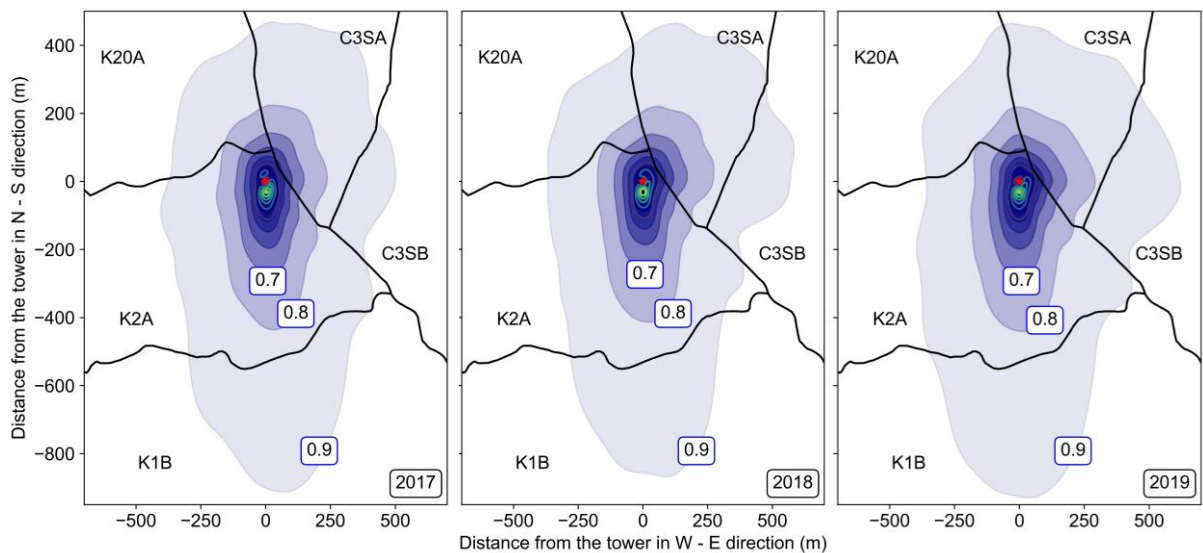 Distance from the tower in N - S direction (m)
400
200
0
−200
−400
−600
−800
K20A
C3SA
C3SB
K2A
K1B
0.7
0.8
0.9
2017
−500
−250
0
250
500
K20A
C3SA
C3SB
K2A
K1B
0.7
0.8
0.9
2018
−500
−250
0
250
500
K20A
C3SA
C3SB
K2A
K1B
0.7
0.8
0.9
2019
−500
−250
0
250
500
Distance from the tower in W - E direction (m)